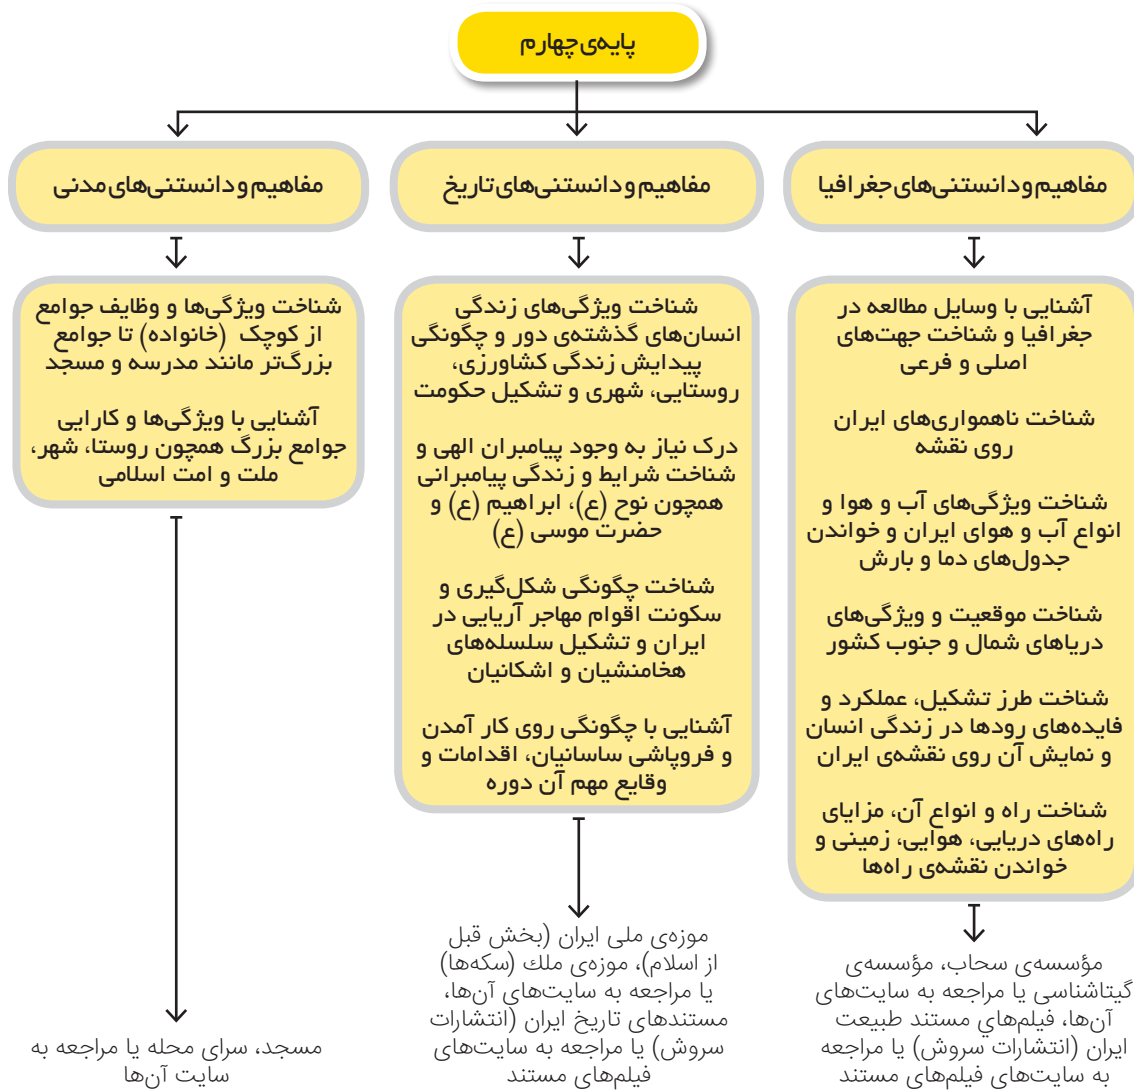 پایه‌ی چهارم
مفاهیم و دانستنی‌های جغرافیا
آشنایی با وسایل مطالعه در
جغرافیا و شناخت جهت‌های
اصلی و فرعی
شناخت ناهمواری‌های ایران
روی نقشه
شناخت ویژگی‌های آب و هوا و
انواع آب و هوای ایران و خواندن
جدول‌های دما و بارش
شناخت موقعیت و ویژگی‌های
دریاهای شمال و جنوب کشور
شناخت طرز تشکیل، عملکرد و
فایده‌های رودها در زندگی انسان
و نمایش آن روی نقشه‌ی ایران
شناخت راه و انواع آن، مزایای
راه‌های دریایی، هوایی، زمینی و
خواندن نقشه‌ی راه‌ها
مؤسسه‌ی سحاب، مؤسسه‌ی
گیتاشناسی یا مراجعه به سایت‌های
آن‌ها، فیلم‌هاي مستند طبیعت
ایران (انتشارات سروش) یا مراجعه
به سایت‌های فیلم‌های مستند
مفاهیم و دانستنی‌های تاریخ
شناخت ویژگی‌های زندگی
انسان‌های گذشته‌ی دور و چگونگی
پیدایش زندگی کشاورزی،
روستایی، شهری و تشکیل حکومت
درک نیاز به وجود پیامبران الهی و
شناخت شرایط و زندگی پیامبرانی
همچون نوح (ع)، ابراهیم (ع) و
حضرت موسی (ع)
شناخت چگونگی شکل‌گیری و
سکونت اقوام مهاجر آریایی در
ایران و تشکیل سلسله‌های
هخامنشیان و اشکانیان
آشنایی با چگونگی روی کار آمدن
و فروپاشی ساسانیان، اقدامات و
وقایع مهم آن دوره
موزه‌ی ملی ایران (بخش قبل
از اسلام)، موزه‌ی ملك (سکه‌ها)
یا مراجعه به سایت‌های آن‌ها،
مستندهای تاریخ ایران (انتشارات
سروش) یا مراجعه به سایت‌های
فیلم‌های مستند
مفاهیم و دانستنی‌های مدنی
شناخت ویژگی‌ها و وظایف جوامع
از کوچک (خانواده) تا جوامع
بزرگ‌تر مانند مدرسه و مسجد
آشنایی با ویژگی‌ها و کارایی
جوامع بزرگ همچون روستا، شهر،
ملت و امت اسلامی
مسجد، سرای محله یا مراجعه به
سایت آن‌ها